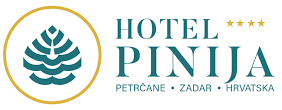 HOTEL ★★★★
PINIJA
PETRČANE • ZADAR • HRVATSKA